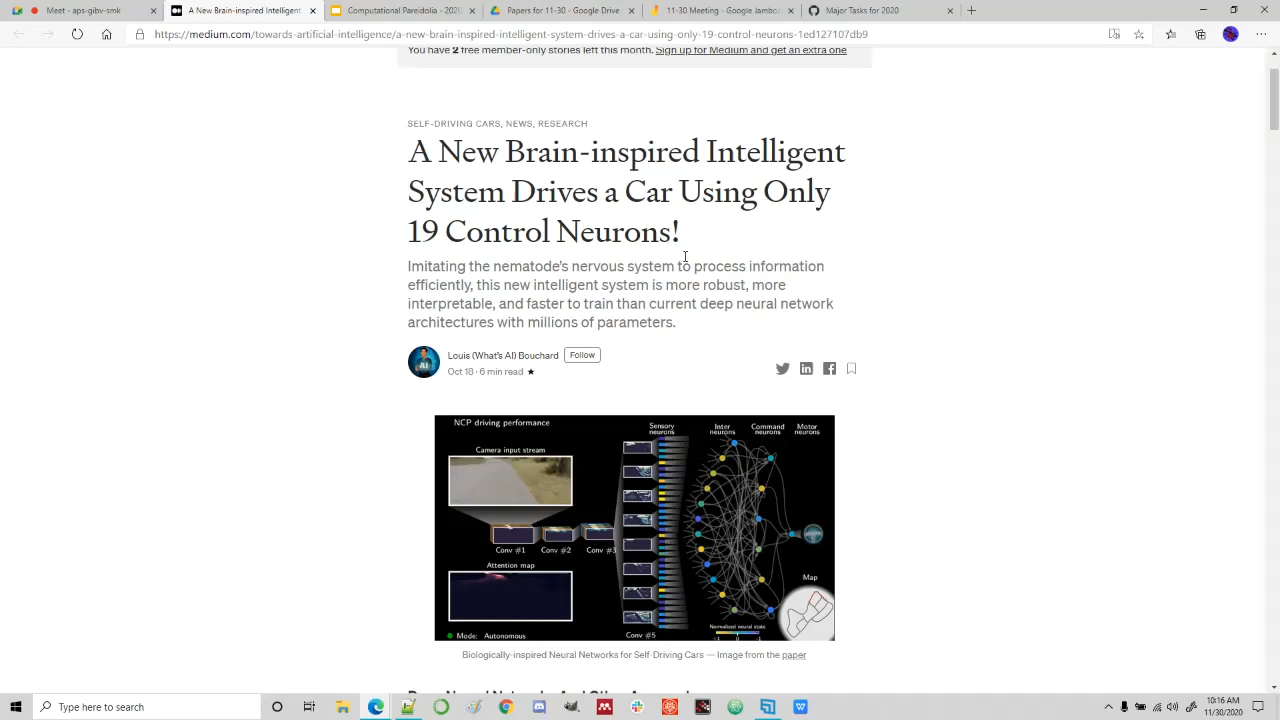 Meet - aps-qbiv-smk
A New Brain-inspired Intelligent
Computational Paradigms - 2020
Papers for 11-30 - Google Drive
11-30 Meeting - Google Jamboard
Major Tasks for 2020
https://medium.com/towards-artificial-intelligence/a-new-brain-inspired-intelligent-system-drives-a-car-using-only-19-control-neurons-1ed127107db9
You have 2 free member-only stories left this month. Sign up for Medium and get an extra one
SELF-DRIVING CARS, NEWS, RESEARCH
A New Brain-inspired Intelligent
System Drives a Car Using Only
19 Control Neurons!
Imitating the nematode's nervous system to process information
efficiently, this new intelligent system is more robust, more
interpretable, and faster to train than current deep neural network
architectures with millions of parameters.
Louis (What's AI) Bouchard Follow
Oct 18 · 6 min read ★
NCP driving performance
Camera input stream
Conv #1 Conv #2 Conv #3
Attention map
Mode: Autonomous
Sensory
neurons
Inter
neurons
Command
neurons
Motor
neurons
Conv #5
Normalized neural state
Map
Biologically-inspired Neural Networks for Self-Driving Cars — Image from the paper
Type here to search
10:16 AM
11/30/2020